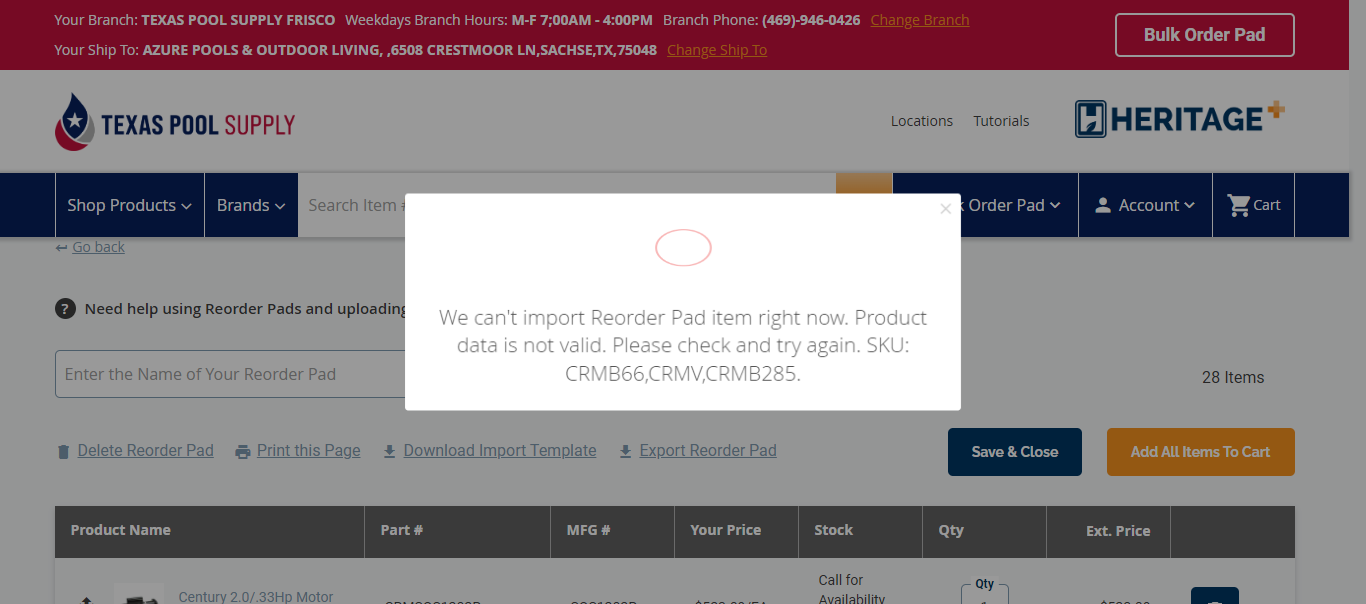 Your Branch: TEXAS POOL SUPPLY FRISCO Weekdays Branch Hours: M-F 7;00AM - 4:00PM Branch Phone: (469)-946-0426 Change Branch
Your Ship To: AZURE POOLS & OUTDOOR LIVING, ,6508 CRESTMOOR LN,SACHSE,TX,75048 Change Ship To
Bulk Order Pad
TEXAS POOL SUPPLY
Locations Tutorials
HERITAGE+
Shop Products Brands Search Item # Order Pad Account Cart
Go back
Need help using Reorder Pads and uploading
We can't import Reorder Pad item right now. Product
data is not valid. Please check and try again. SKU:
CRMB66,CRMV,CRMB285.
Enter the Name of Your Reorder Pad
28 Items
Delete Reorder Pad Print this Page Download Import Template Export Reorder Pad Save & Close Add All Items To Cart
Product Name Part # MFG # Your Price Stock Qty Ext. Price
Call for
Qty
Century 2.0/.33Hp Motor
Availability